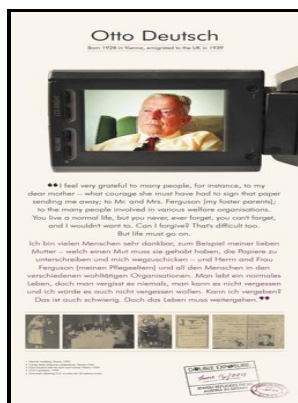 Otto Deutsch
Born 1928 in Vienna, emigrated to the UK in 1939
❝I feel very grateful to many people, for instance, to my
dear mother – what courage she must have had to sign that paper
sending me away; to Mr. and Mrs. Ferguson [my foster parents];
to the many people involved in various welfare organisations.
You live a normal life, but you never, ever forget, you can't forget,
and I wouldn't want to. Can I forgive? That's difficult too.
But life must go on.
Ich bin vielen Menschen sehr dankbar, zum Beispiel meiner lieben
Mutter – welch einen Mut muss sie gehabt haben, die Papiere zu
unterschreiben und mich wegzuschicken – und Herrn und Frau
Ferguson [meinen Pflegeeltern] und all den Menschen in den
verschiedenen wohltätigen Organisationen. Man lebt ein normales
Leben, doch man vergisst es niemals, man kann es nicht vergessen
und ich würde es auch nicht vergessen wollen. Kann ich vergeben?
Das ist auch schwierig. Doch das Leben muss weitergehen.❞
DOUBLE EXPOSURE
JEWISH REFUGEES FROM
AUSTRIA IN BRITAIN